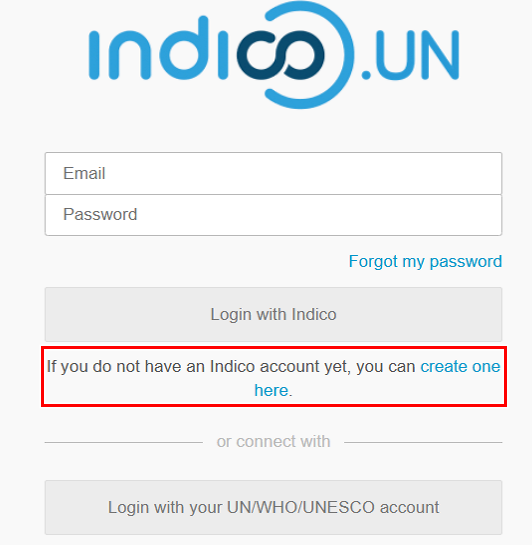 indico.UN
Email
Password
Forgot my password
Login with Indico
If you do not have an Indico account yet, you can create one
here.
or connect with
Login with your UN/WHO/UNESCO account